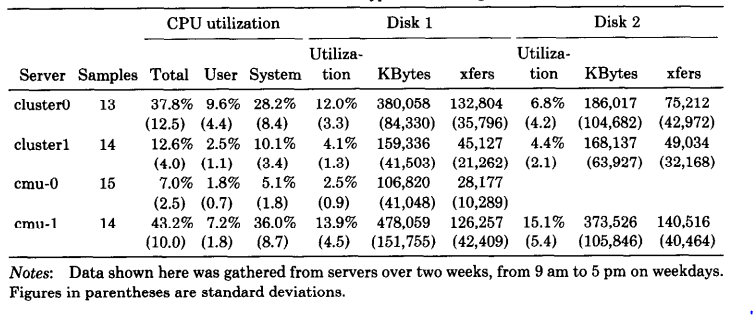 CPU utilization Disk 1 Disk 2
Utiliza- Utiliza-
Server Samples Total User System tion KBytes xfers tion KBytes xfers
cluster0 13 37.8% 9.6% 28.2% 12.0% 380,058 132,804 6.8% 186,017 75,212
(12.5) (4.4) (8.4) (3.3) (84,330) (35,796) (4.2) (104,682) (42,972)
cluster1 14 12.6% 2.5% 10.1% 4.1% 159,336 45,127 4.4% 168,137 49,034
(4.0) (1.1) (3.4) (1.3) (41,503) (21,262) (2.1) (63,927) (32,168)
cmu-0 15 7.0% 1.8% 5.1% 2.5% 106,820 28,177
(2.5) (0.7) (1.8) (0.9) (41,048) (10,289)
cmu-1 14 43.2% 7.2% 36.0% 13.9% 478,059 126,257 15.1% 373,526 140,516
(10.0) (1.8) (8.7) (4.5) (151,755) (42,409) (5.4) (105,846) (40,464)
Notes: Data shown here was gathered from servers over two weeks, from 9 am to 5 pm on weekdays.
Figures in parentheses are standard deviations.